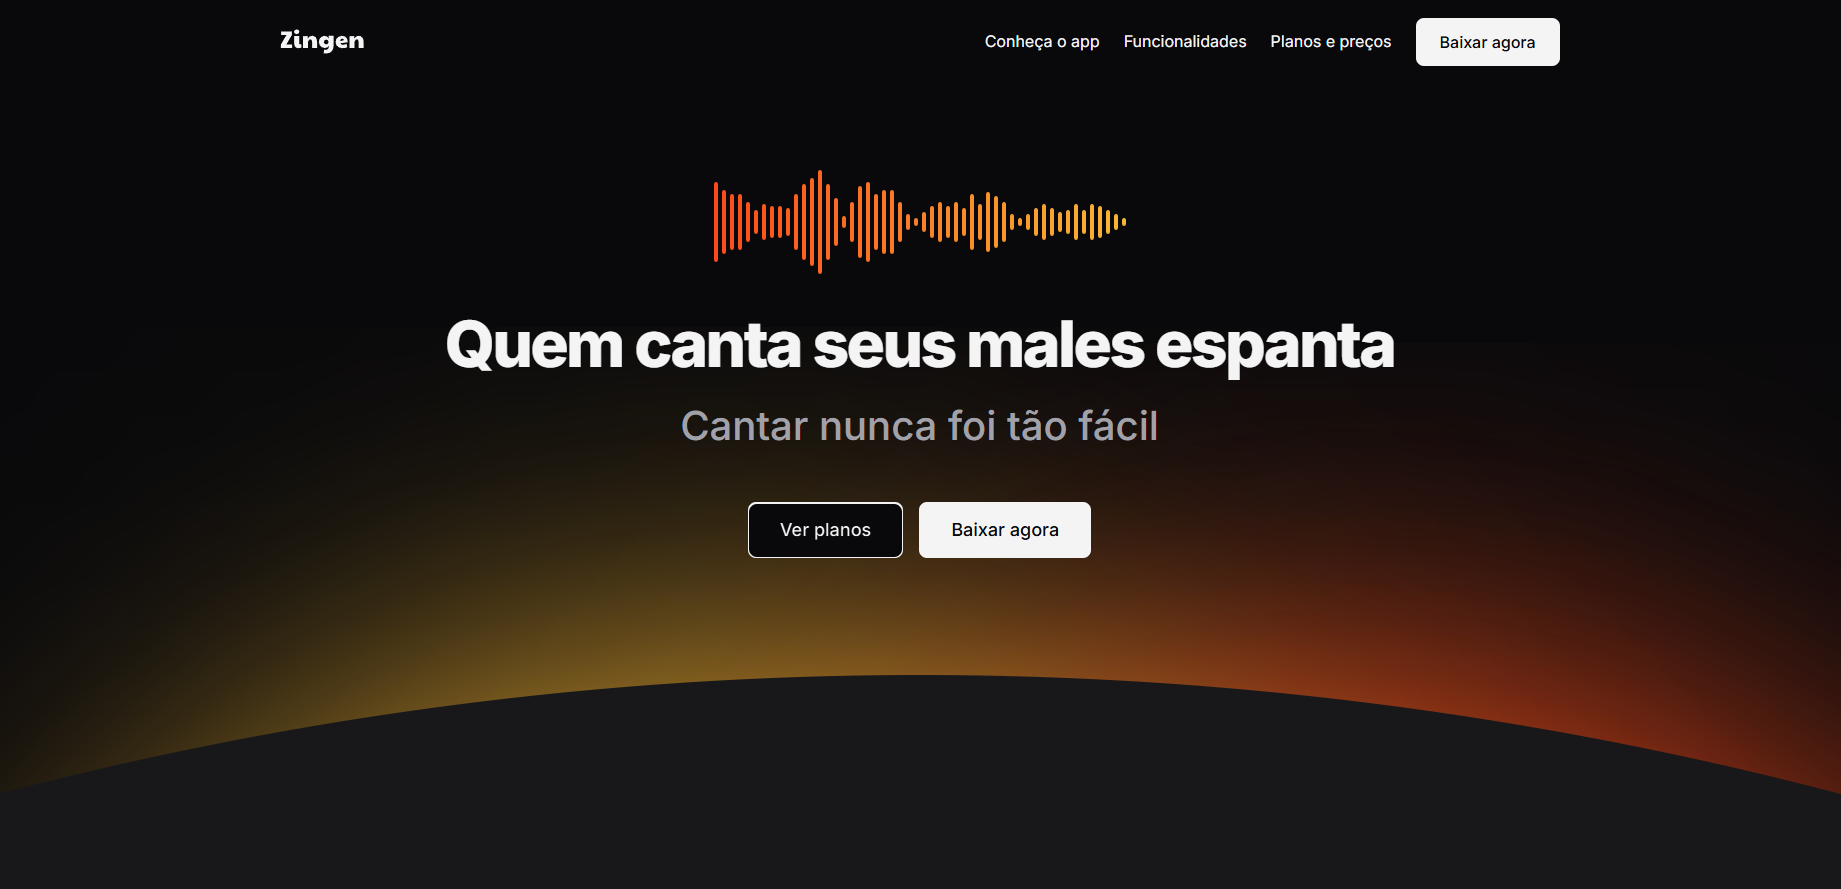 Zingen
Conheça o app
Funcionalidades
Planos e preços
Baixar agora
Quem canta seus males espanta
Cantar nunca foi tão fácil
Ver planos
Baixar agora